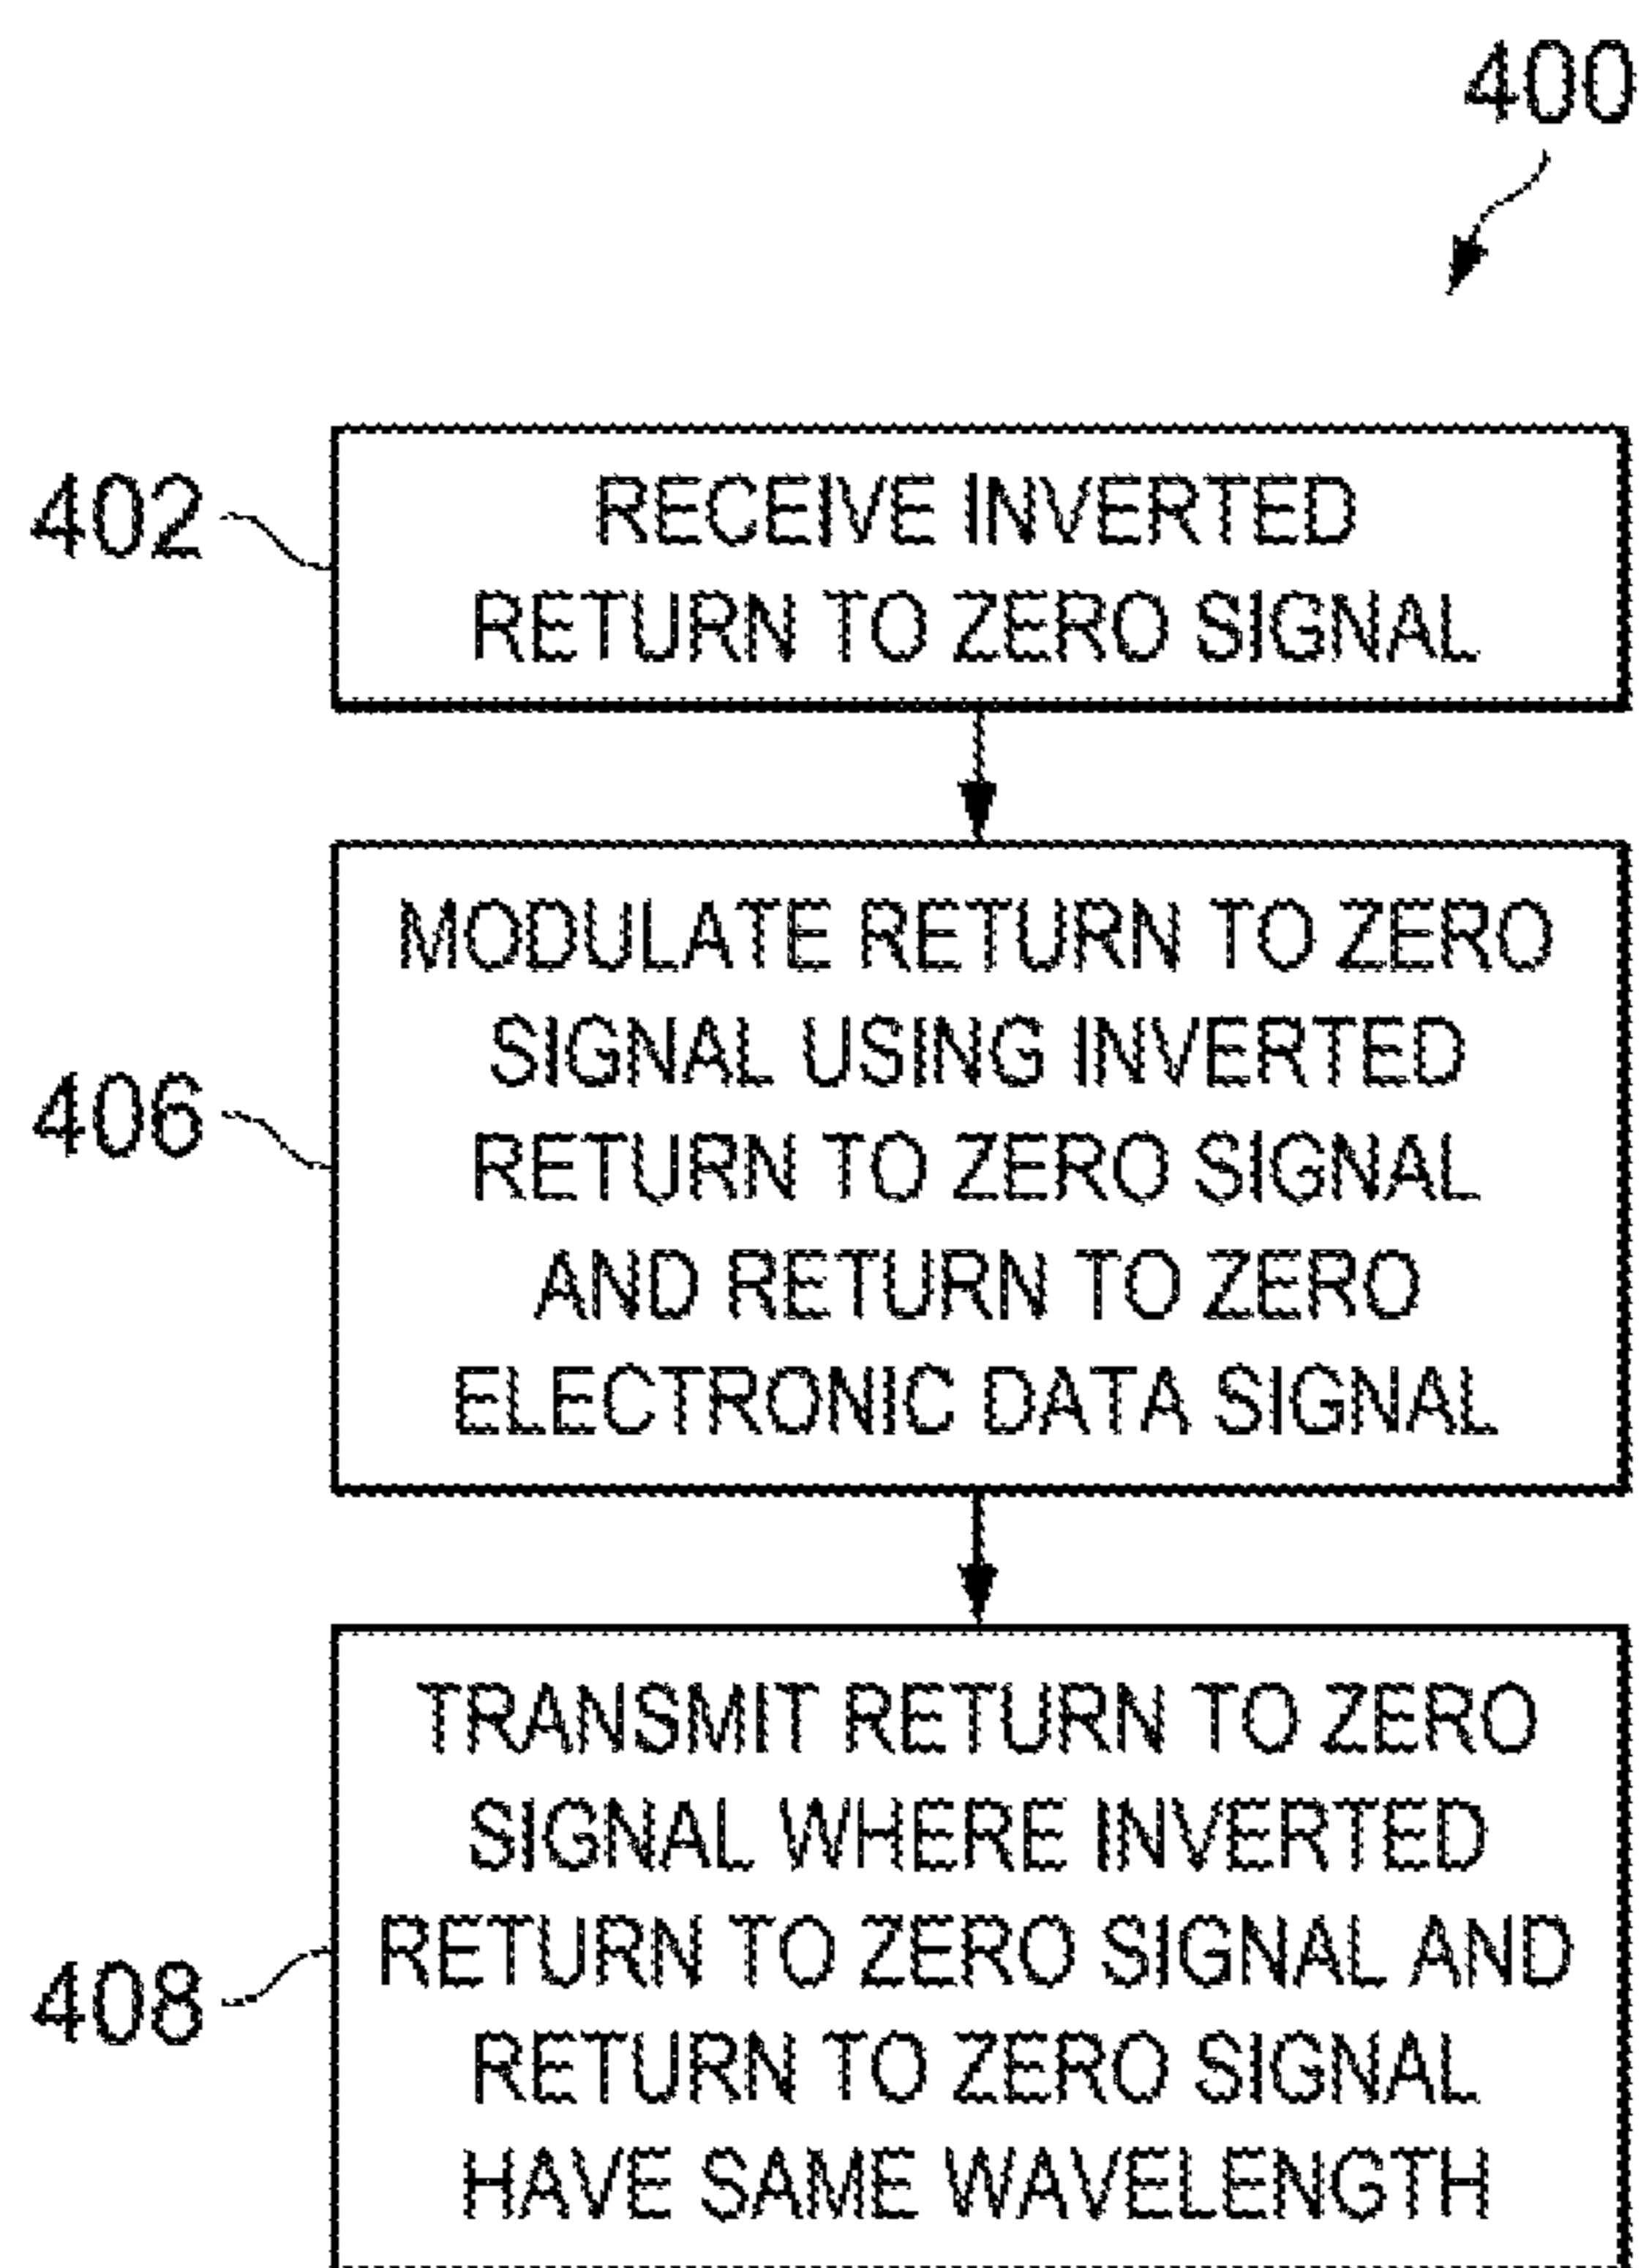 400
402
RECEIVE INVERTED
RETURN TO ZERO SIGNAL
406
MODULATE RETURN TO ZERO
SIGNAL USING INVERTED
RETURN TO ZERO SIGNAL
AND RETURN TO ZERO
ELECTRONIC DATA SIGNAL
408
TRANSMIT RETURN TO ZERO
SIGNAL WHERE INVERTED
RETURN TO ZERO SIGNAL AND
RETURN TO ZERO SIGNAL
HAVE SAME WAVELENGTH